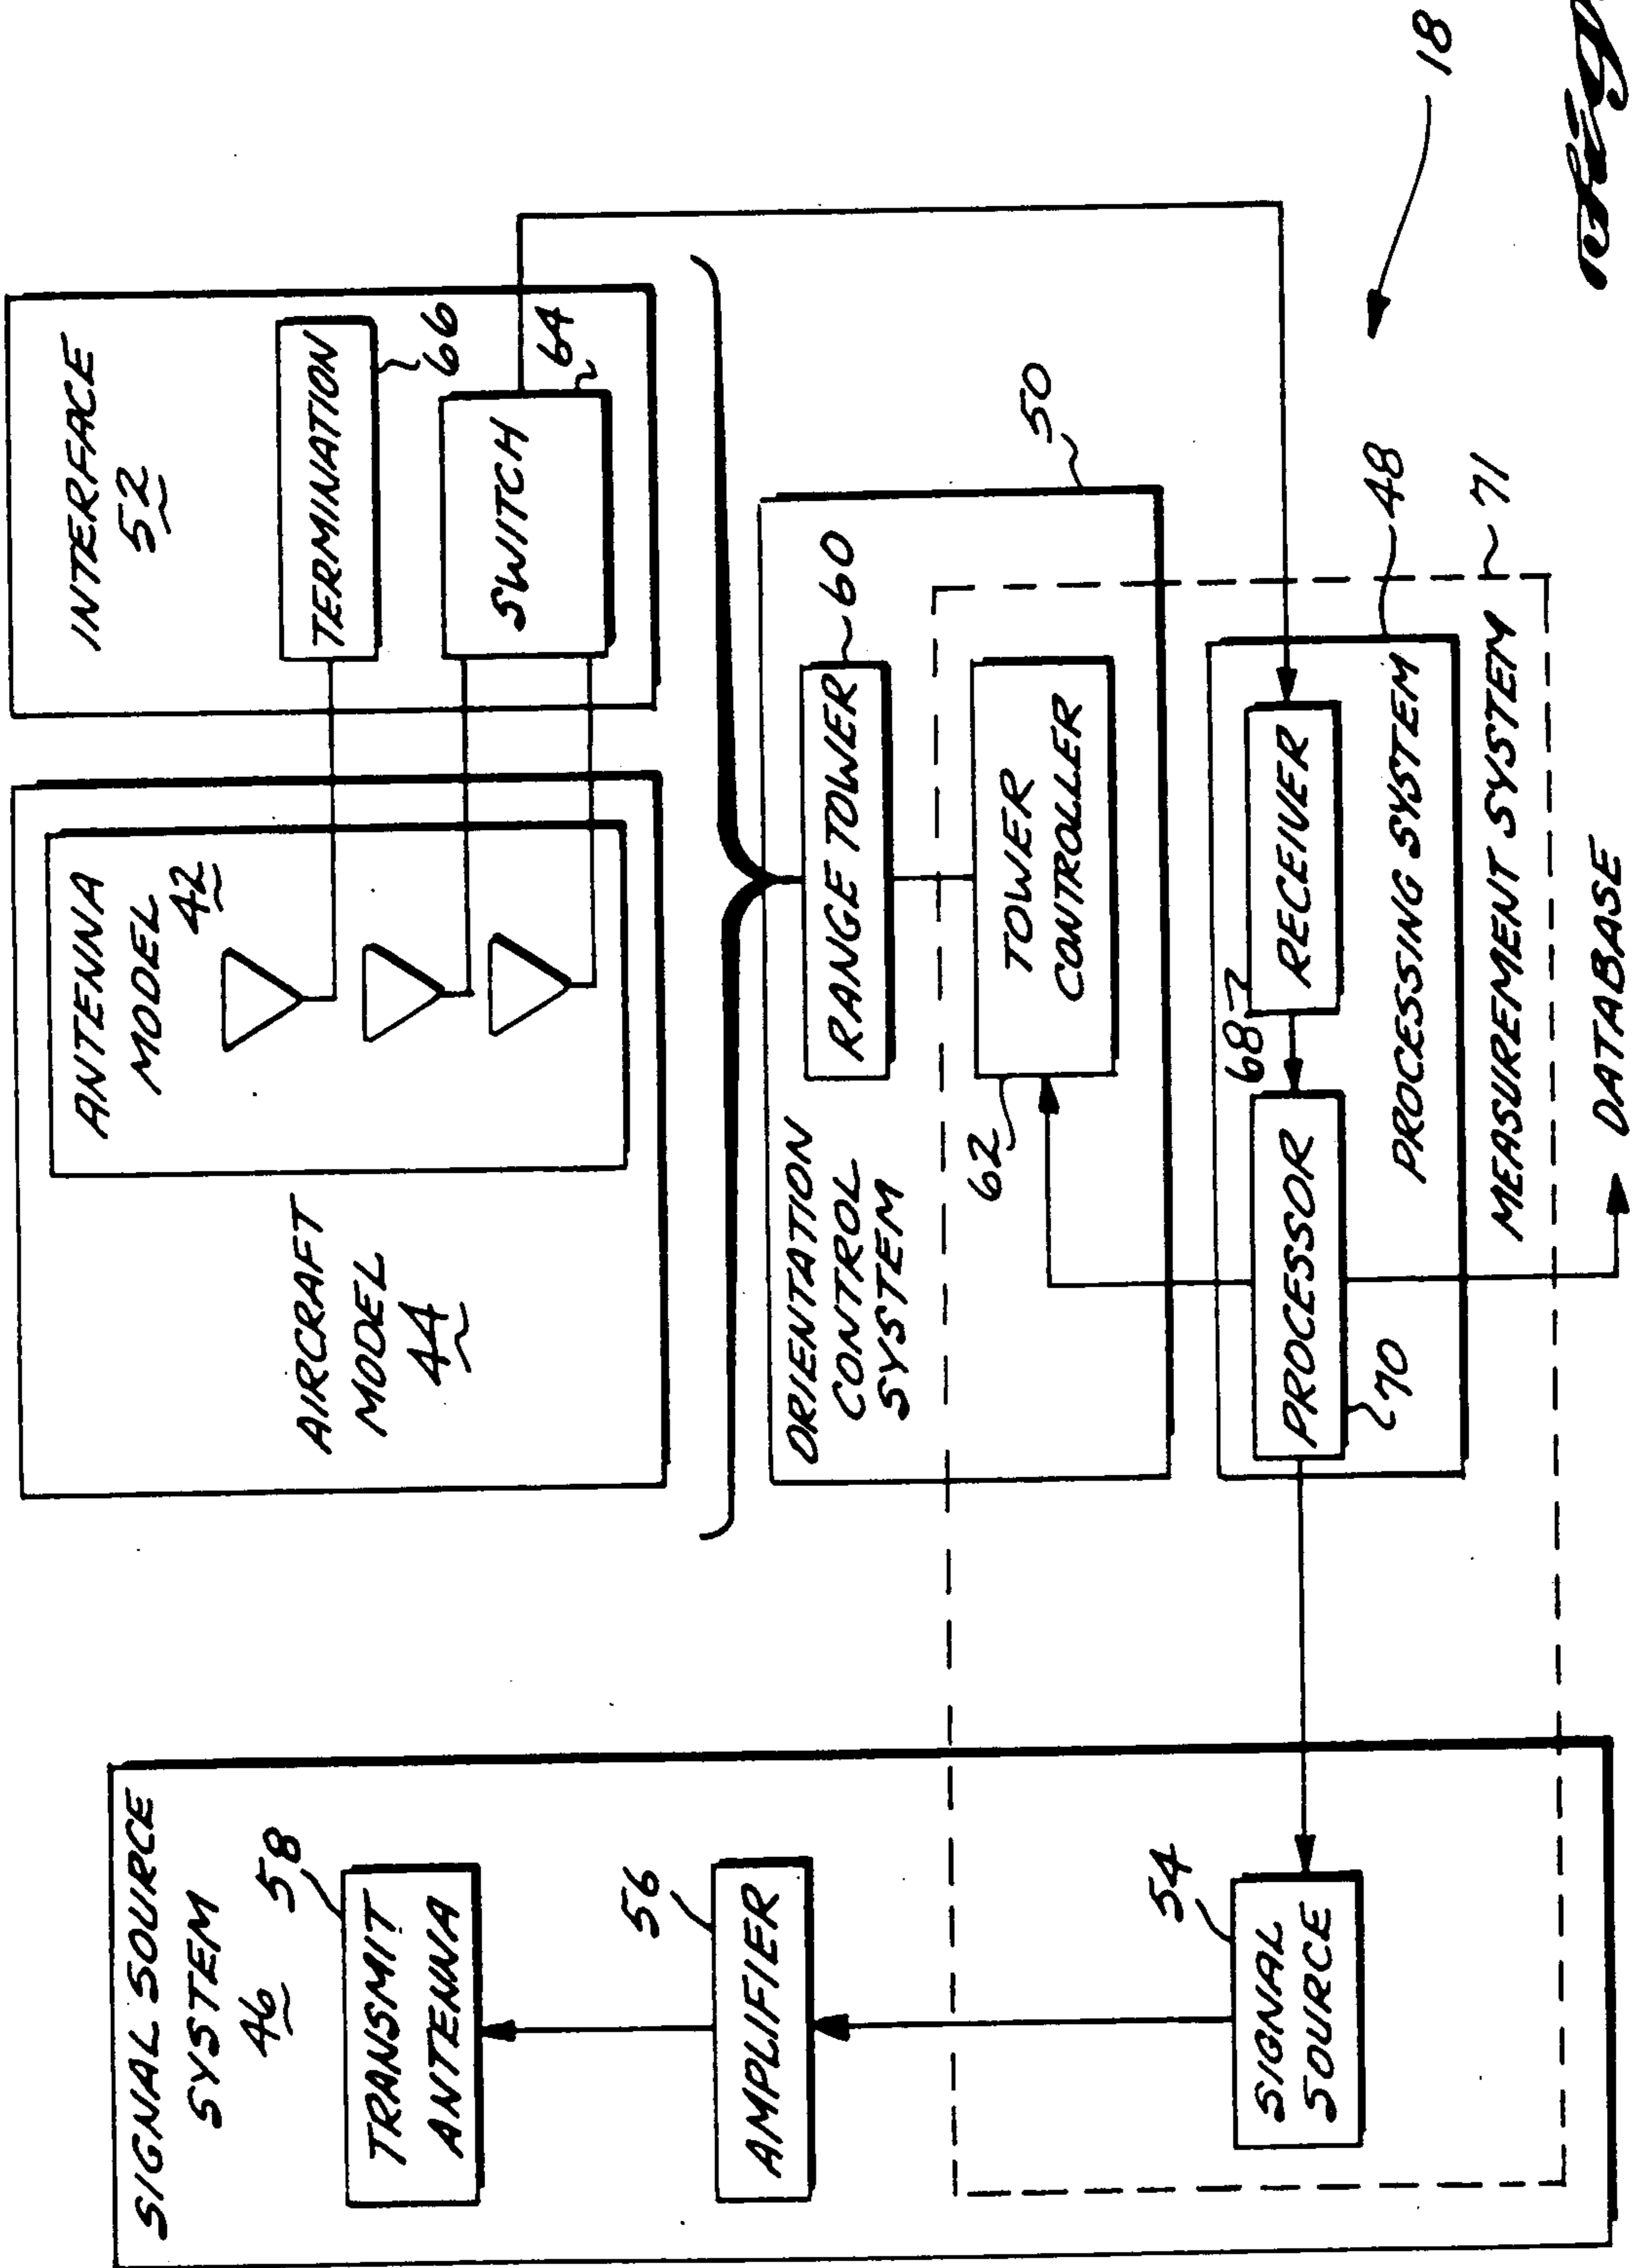 SIGNAL SOURCE
SYSTEM
46
58
TRANSMIT
ANTENNA
56
AMPLIFIER
54
SIGNAL
SOURCE
AIRCRAFT
MODEL
44
ANTENNA
MODEL
42
INTERFACE
52
TERMINATION
66
SWITCH
64
ORIENTATION
CONTROL
SYSTEM
50
RANGE TOWER
60
62
TOWER
CONTROLLER
PROCESSOR
70
68
RECEIVER
PROCESSING SYSTEM
48
MEASUREMENT SYSTEM
71
DATABASE
18